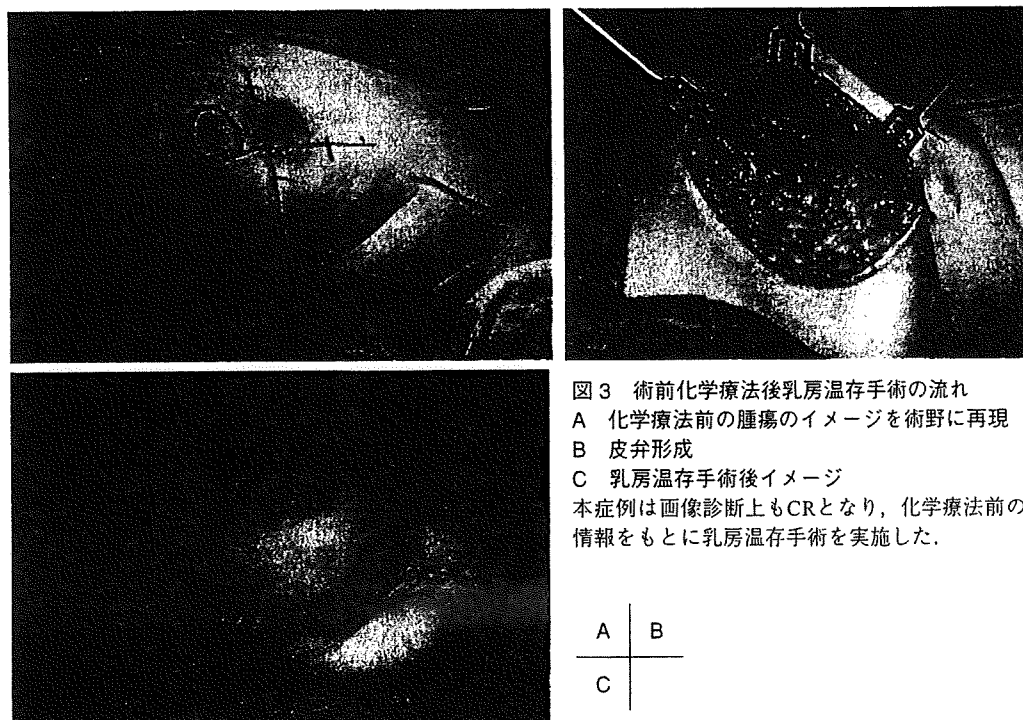 図3 術前化学療法後乳房温存手術の流れ
A 化学療法前の腫瘍のイメージを術野に再現
B 皮弁形成
C 乳房温存手術後イメージ
本症例は画像診断上もCRとなり，化学療法前の
情報をもとに乳房温存手術を実施した．
A B
C